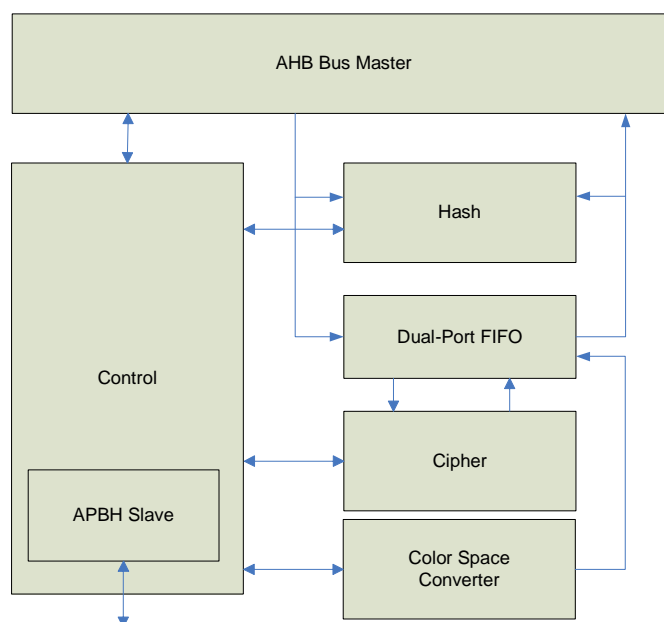 AHB Bus Master
Hash
Dual-Port FIFO
Control
Cipher
APBH Slave
Color Space
Converter